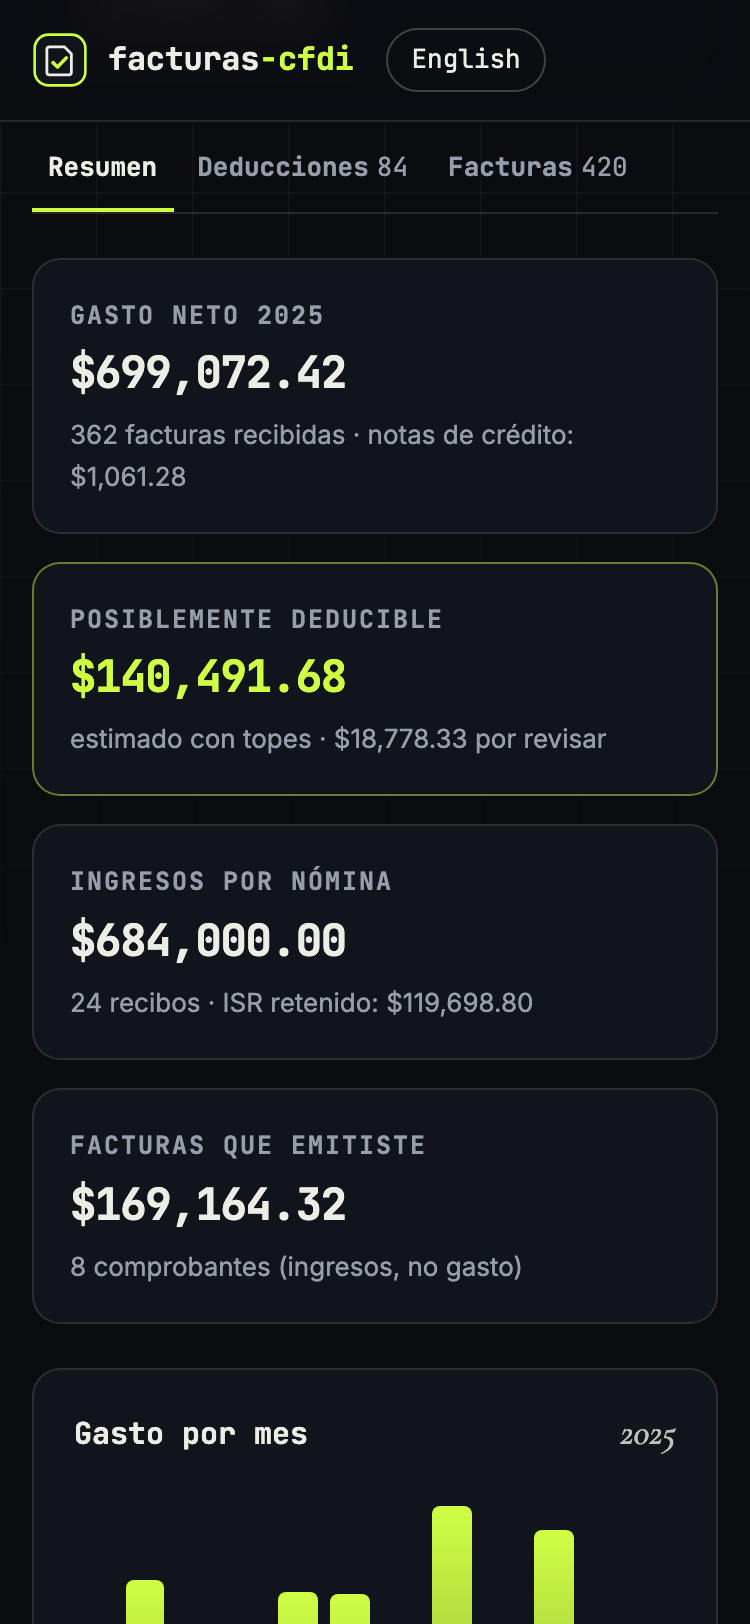 facturas-cfdi English
Resumen Deducciones 84 Facturas 420
GASTO NETO 2025
$699,072.42
362 facturas recibidas · notas de crédito:
$1,061.28
POSIBLEMENTE DEDUCIBLE
$140,491.68
estimado con topes · $18,778.33 por revisar
INGRESOS POR NÓMINA
$684,000.00
24 recibos · ISR retenido: $119,698.80
FACTURAS QUE EMITISTE
$169,164.32
8 comprobantes (ingresos, no gasto)
Gasto por mes 2025